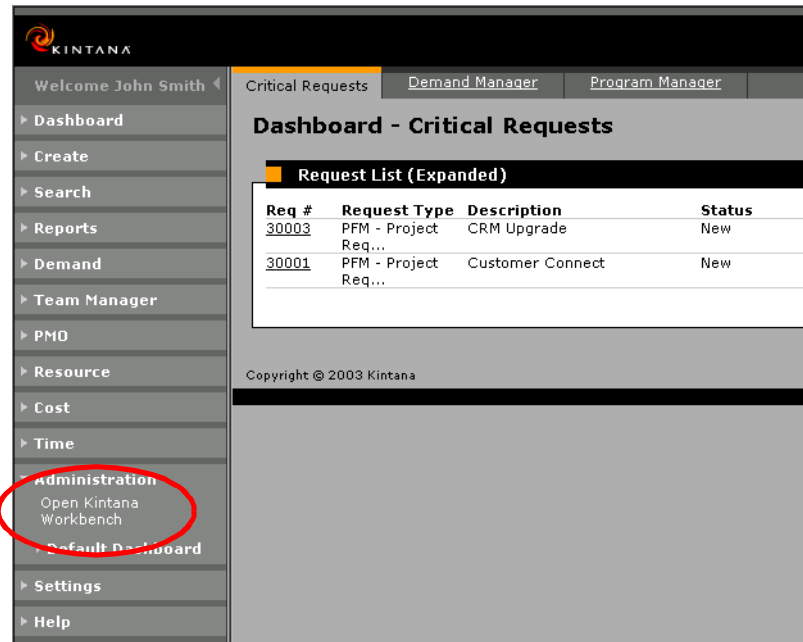 KINTANA
Welcome John Smith
Dashboard
Create
Search
Reports
Demand
Team Manager
PMO
Resource
Cost
Time
Administration
Open Kintana
Workbench
Default Dashboard
Settings
Help
Critical Requests Demand Manager Program Manager
Dashboard - Critical Requests
Request List (Expanded)
Req # Request Type Description Status
30003 PFM - Project CRM Upgrade New
Req...
30001 PFM - Project Customer Connect New
Req...
Copyright © 2003 Kintana